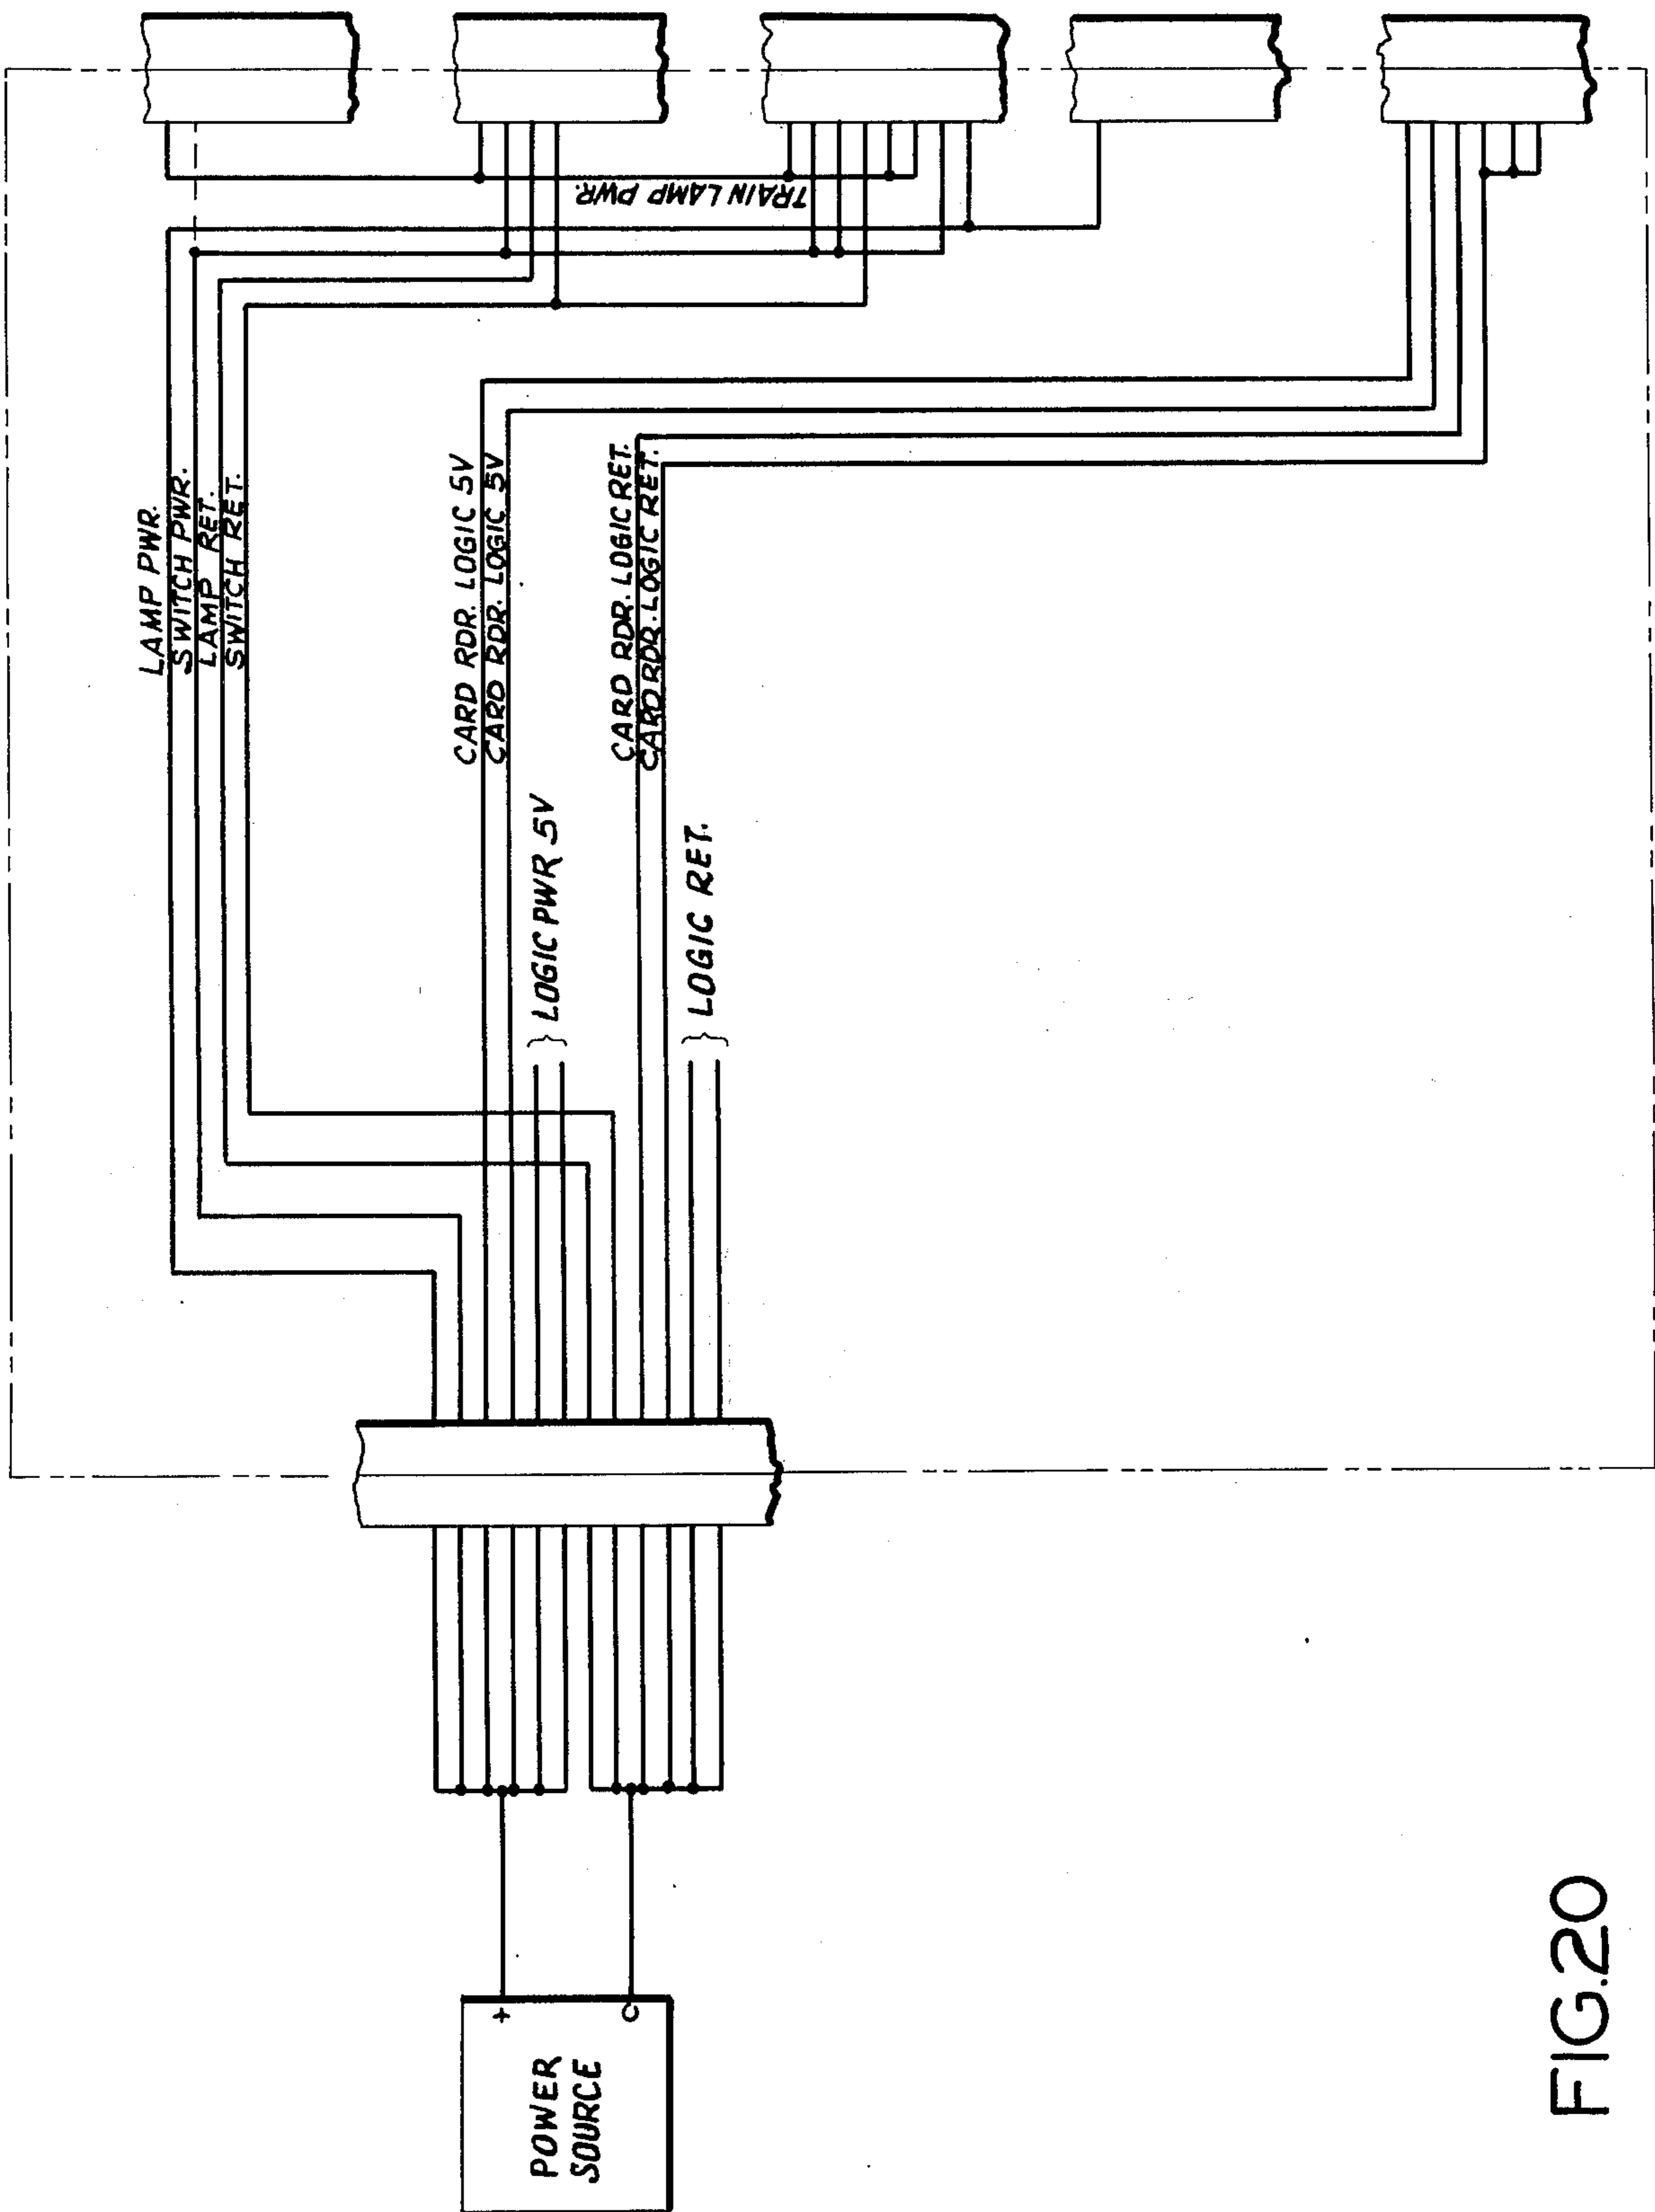 LAMP PWR.
SWITCH PWR.
LAMP RET.
SWITCH RET.
TRAIN LAMP PWR.
CARD RDR. LOGIC 5V
CARD RDR. LOGIC 5V
LOGIC PWR 5V
CARD RDR. LOGIC RET.
CARD RDR. LOGIC RET.
LOGIC RET.
POWER
SOURCE
+
C
FIG.20